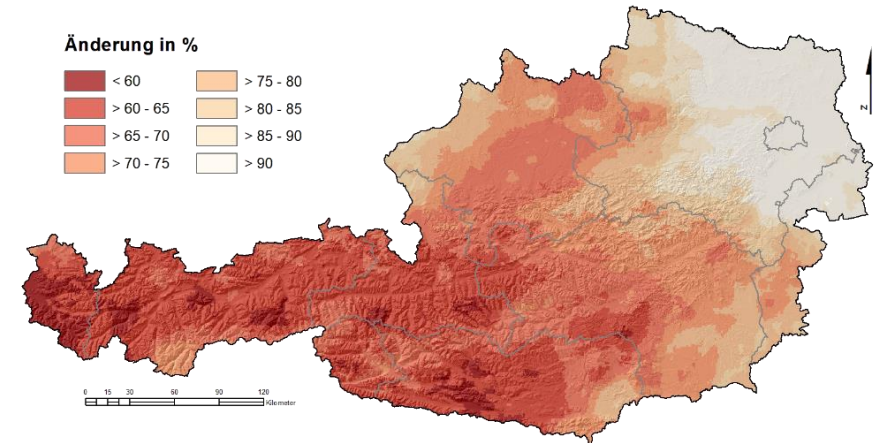 Änderung in %
< 60
> 75 - 80
> 60 - 65
> 80 - 85
> 65 - 70
> 85 - 90
> 70 - 75
> 90
N
0 15 30 60 90 120
Kilometer